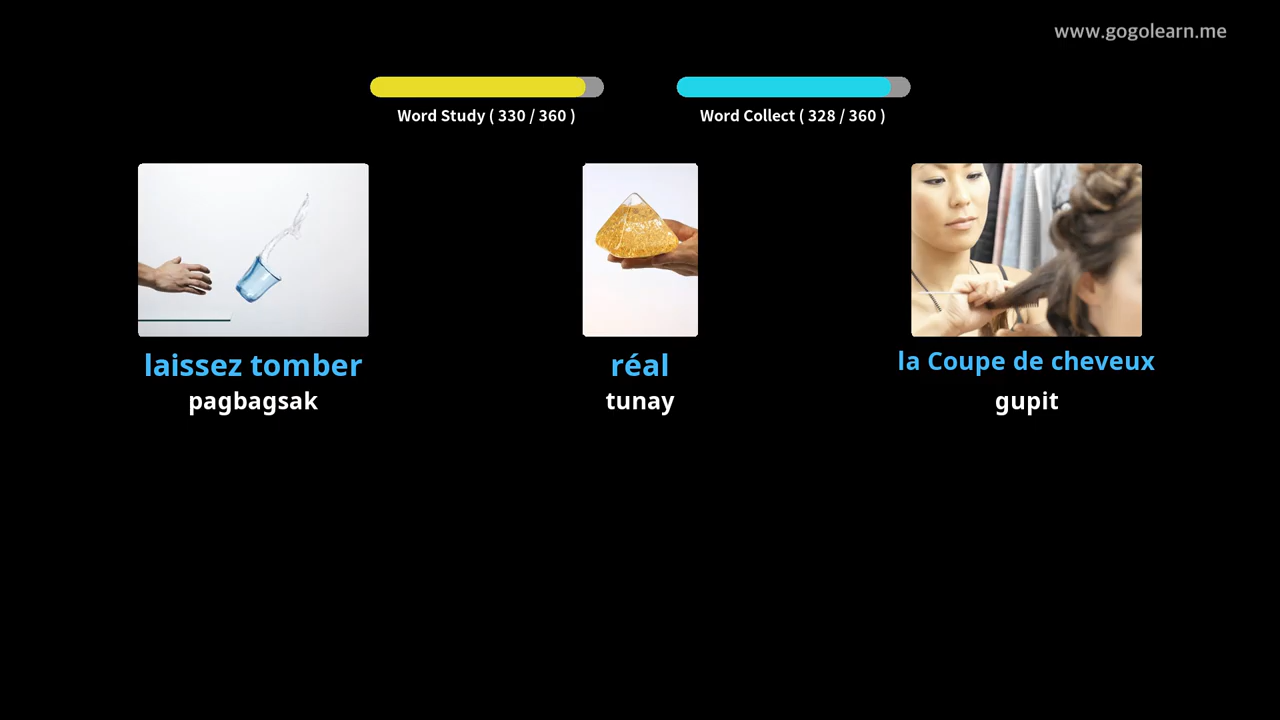 www.gogolearn.me
Word Study ( 330 / 360 )
Word Collect ( 328 / 360 )
laissez tomber
pagbagsak
réal
tunay
la Coupe de cheveux
gupit